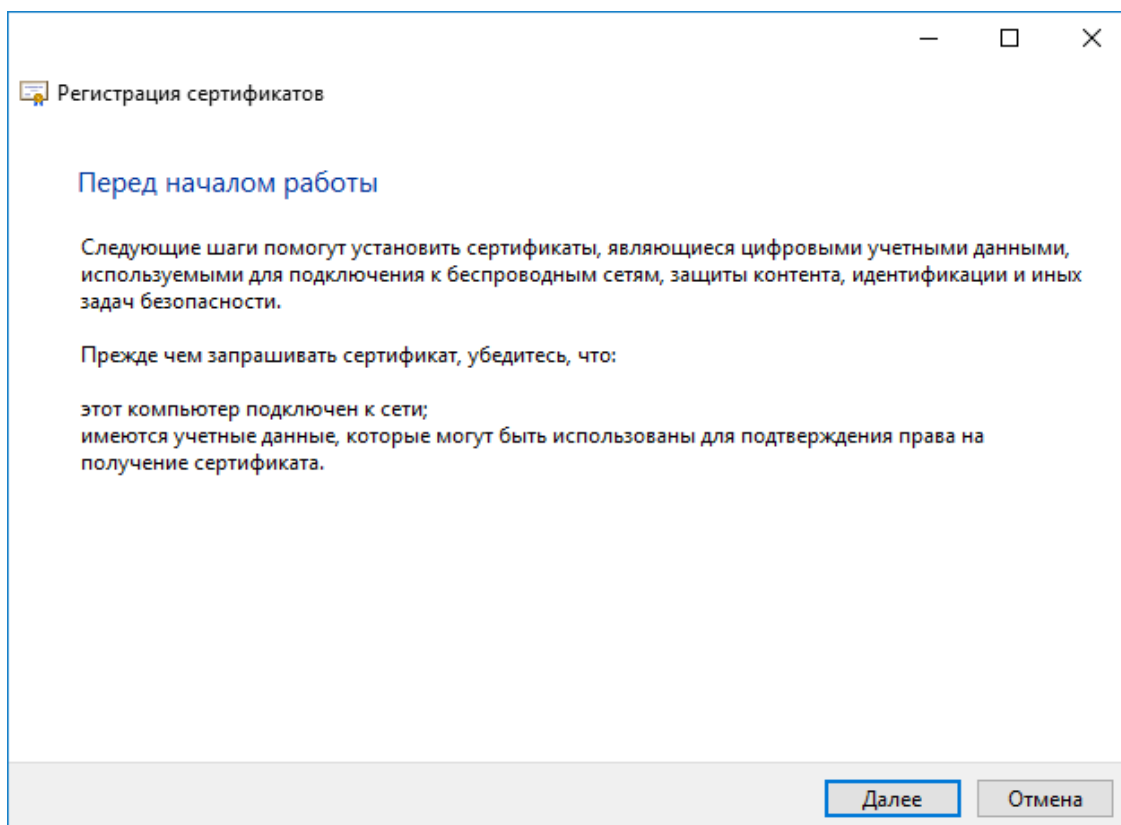 Регистрация сертификатов
Перед началом работы
Следующие шаги помогут установить сертификаты, являющиеся цифровыми учетными данными,
используемыми для подключения к беспроводным сетям, защиты контента, идентификации и иных
задач безопасности.
Прежде чем запрашивать сертификат, убедитесь, что:
этот компьютер подключен к сети;
имеются учетные данные, которые могут быть использованы для подтверждения права на
получение сертификата.
Далее
Отмена